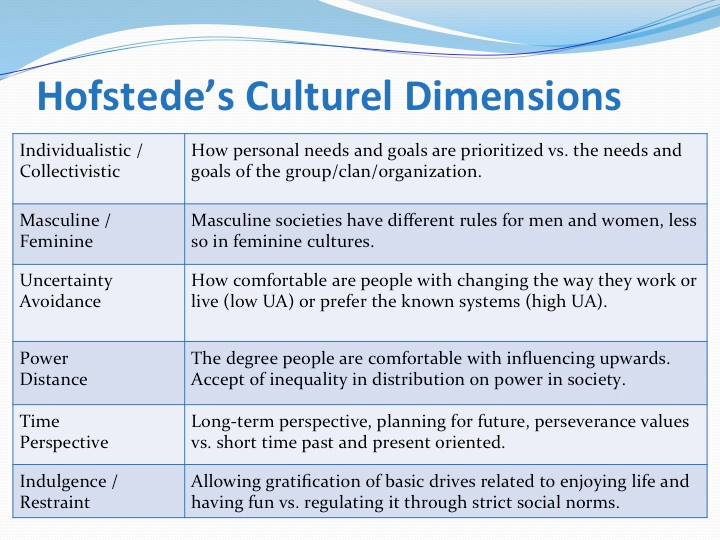 Hofstede’s Culturel Dimensions
Individualistic /
Collectivistic
How personal needs and goals are prioritized vs. the needs and
goals of the group/clan/organization.
Masculine /
Feminine
Masculine societies have different rules for men and women, less
so in feminine cultures.
Uncertainty
Avoidance
How comfortable are people with changing the way they work or
live (low UA) or prefer the known systems (high UA).
Power
Distance
The degree people are comfortable with influencing upwards.
Accept of inequality in distribution on power in society.
Time
Perspective
Long-term perspective, planning for future, perseverance values
vs. short time past and present oriented.
Indulgence /
Restraint
Allowing gratification of basic drives related to enjoying life and
having fun vs. regulating it through strict social norms.